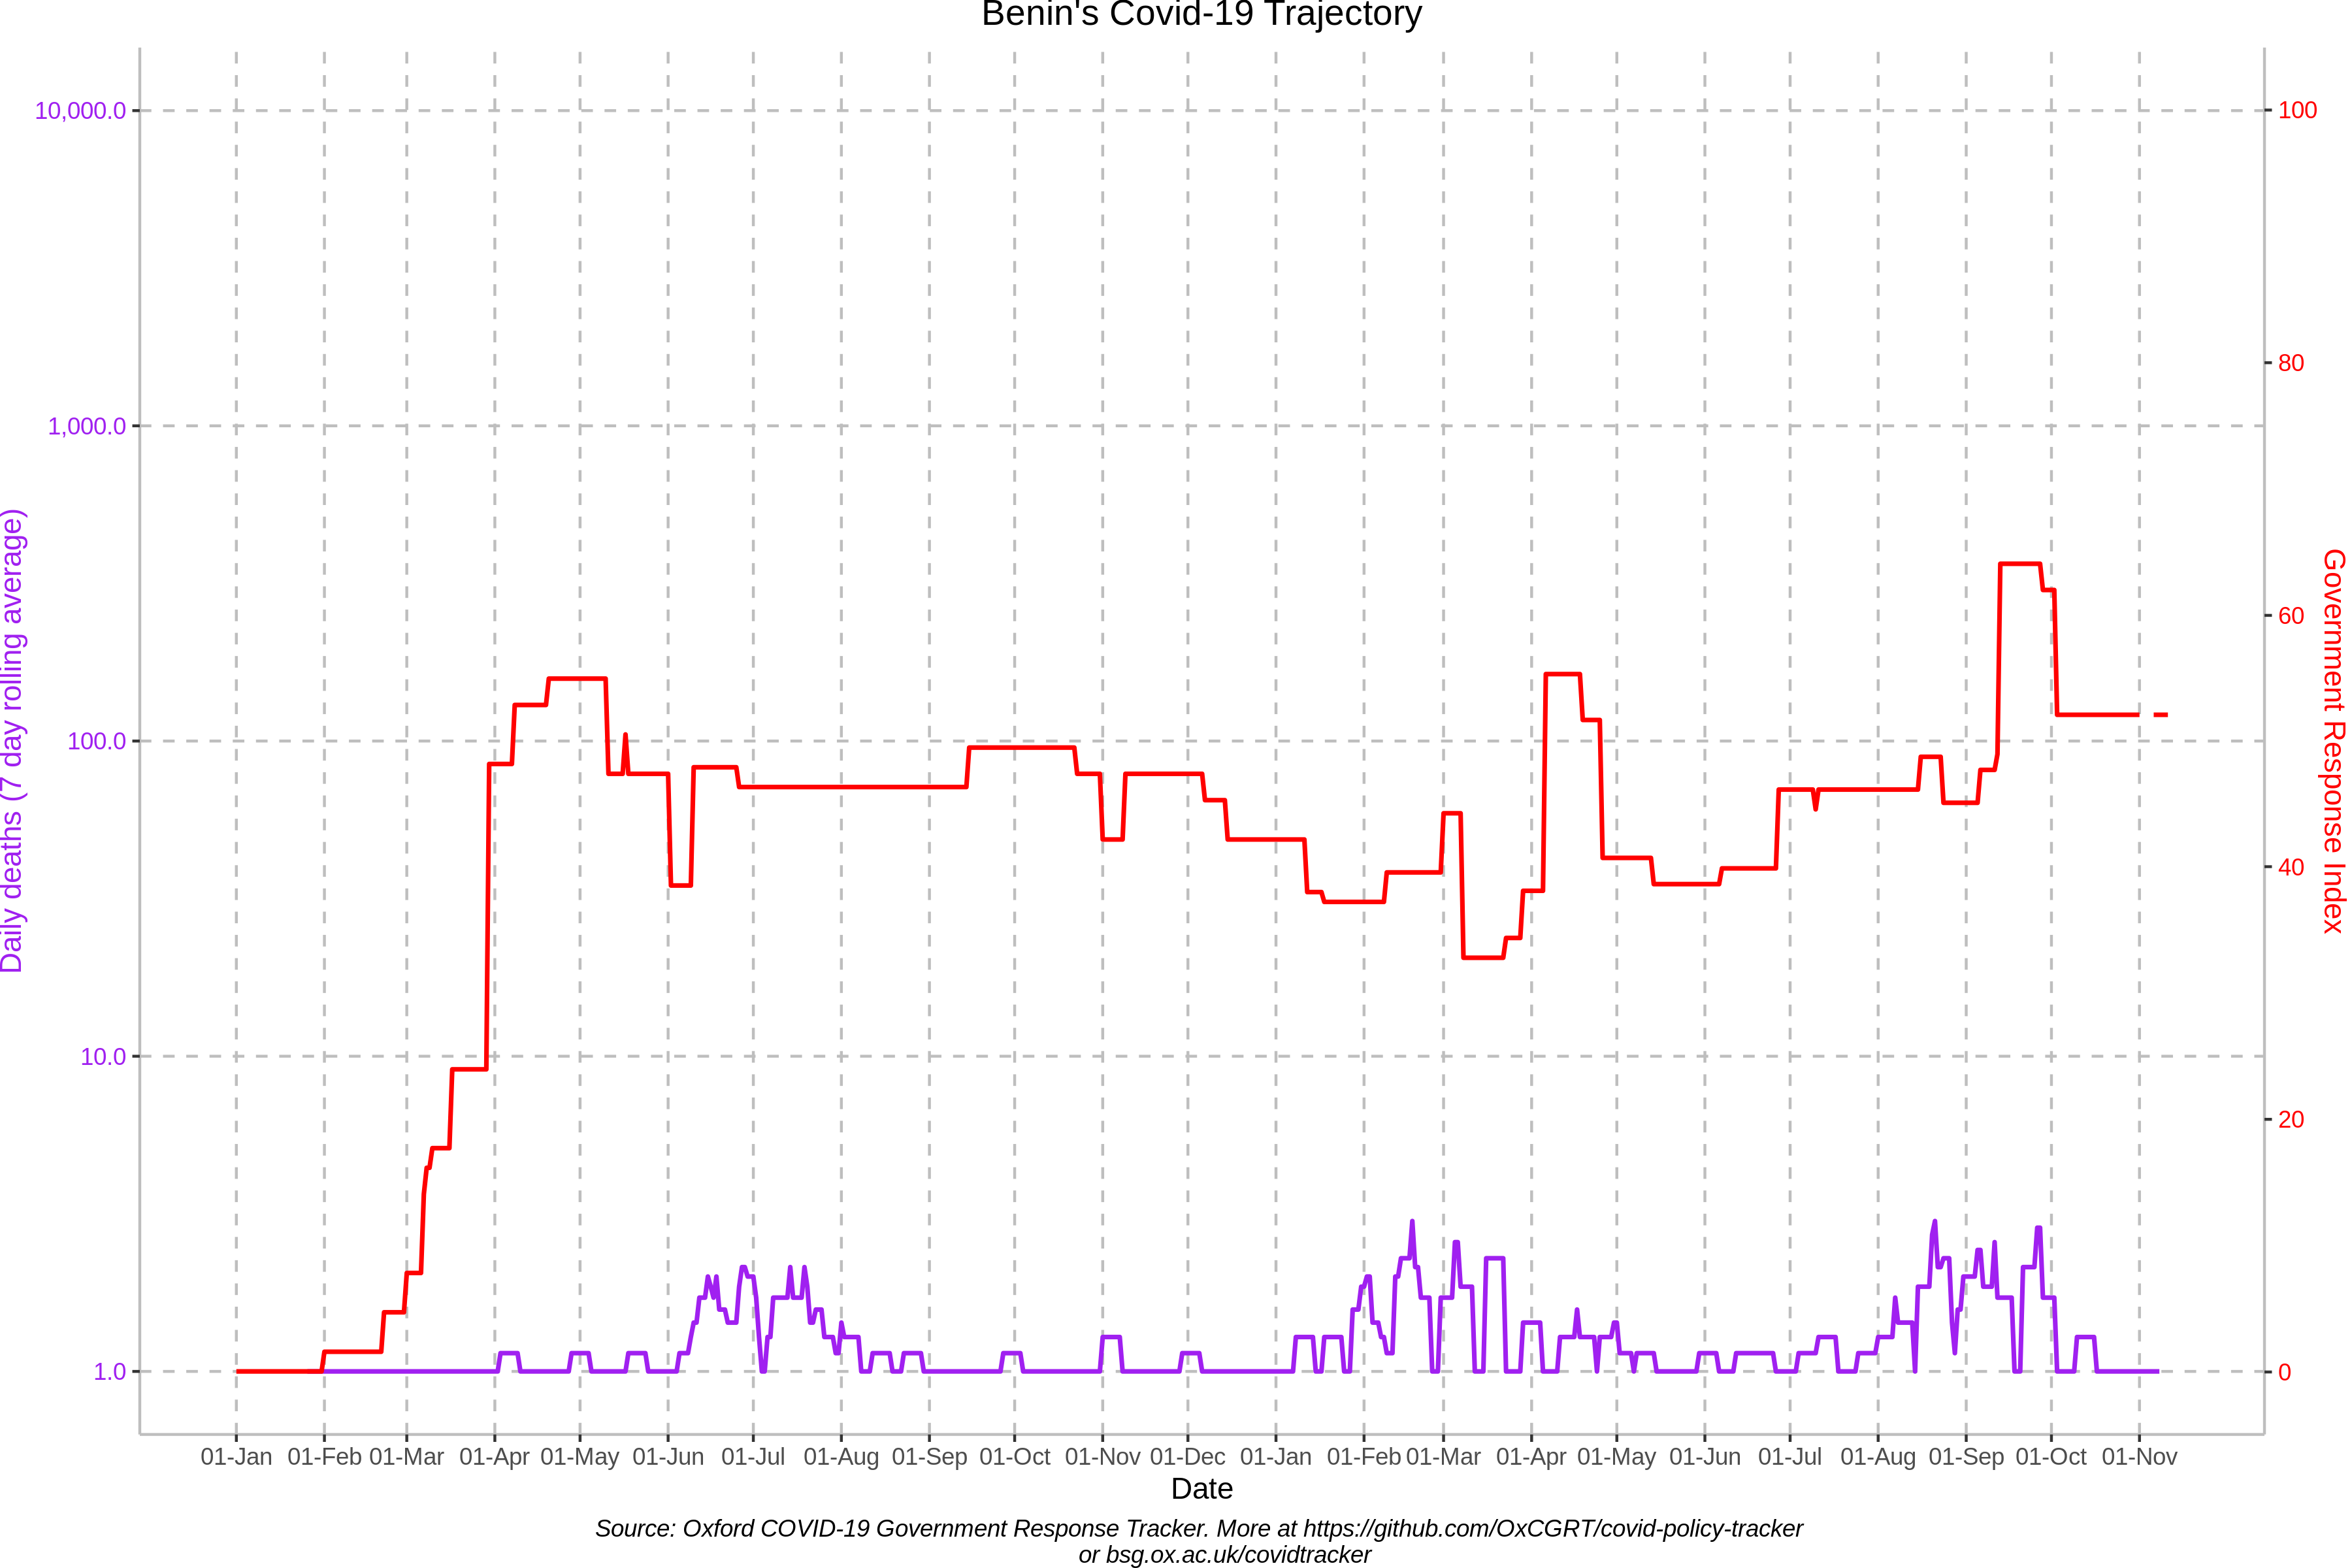 Benin's Covid-19 Trajectory
10,000.0
1,000.0
100.0
10.0
1.0
Daily deaths (7 day rolling average)
100
80
60
40
20
0
Government Response Index
01-Jan 01-Feb 01-Mar 01-Apr 01-May 01-Jun 01-Jul 01-Aug 01-Sep 01-Oct 01-Nov 01-Dec 01-Jan 01-Feb 01-Mar 01-Apr 01-May 01-Jun 01-Jul 01-Aug 01-Sep 01-Oct 01-Nov
Date
Source: Oxford COVID-19 Government Response Tracker. More at https://github.com/OxCGRT/covid-policy-tracker
or bsg.ox.ac.uk/covidtracker